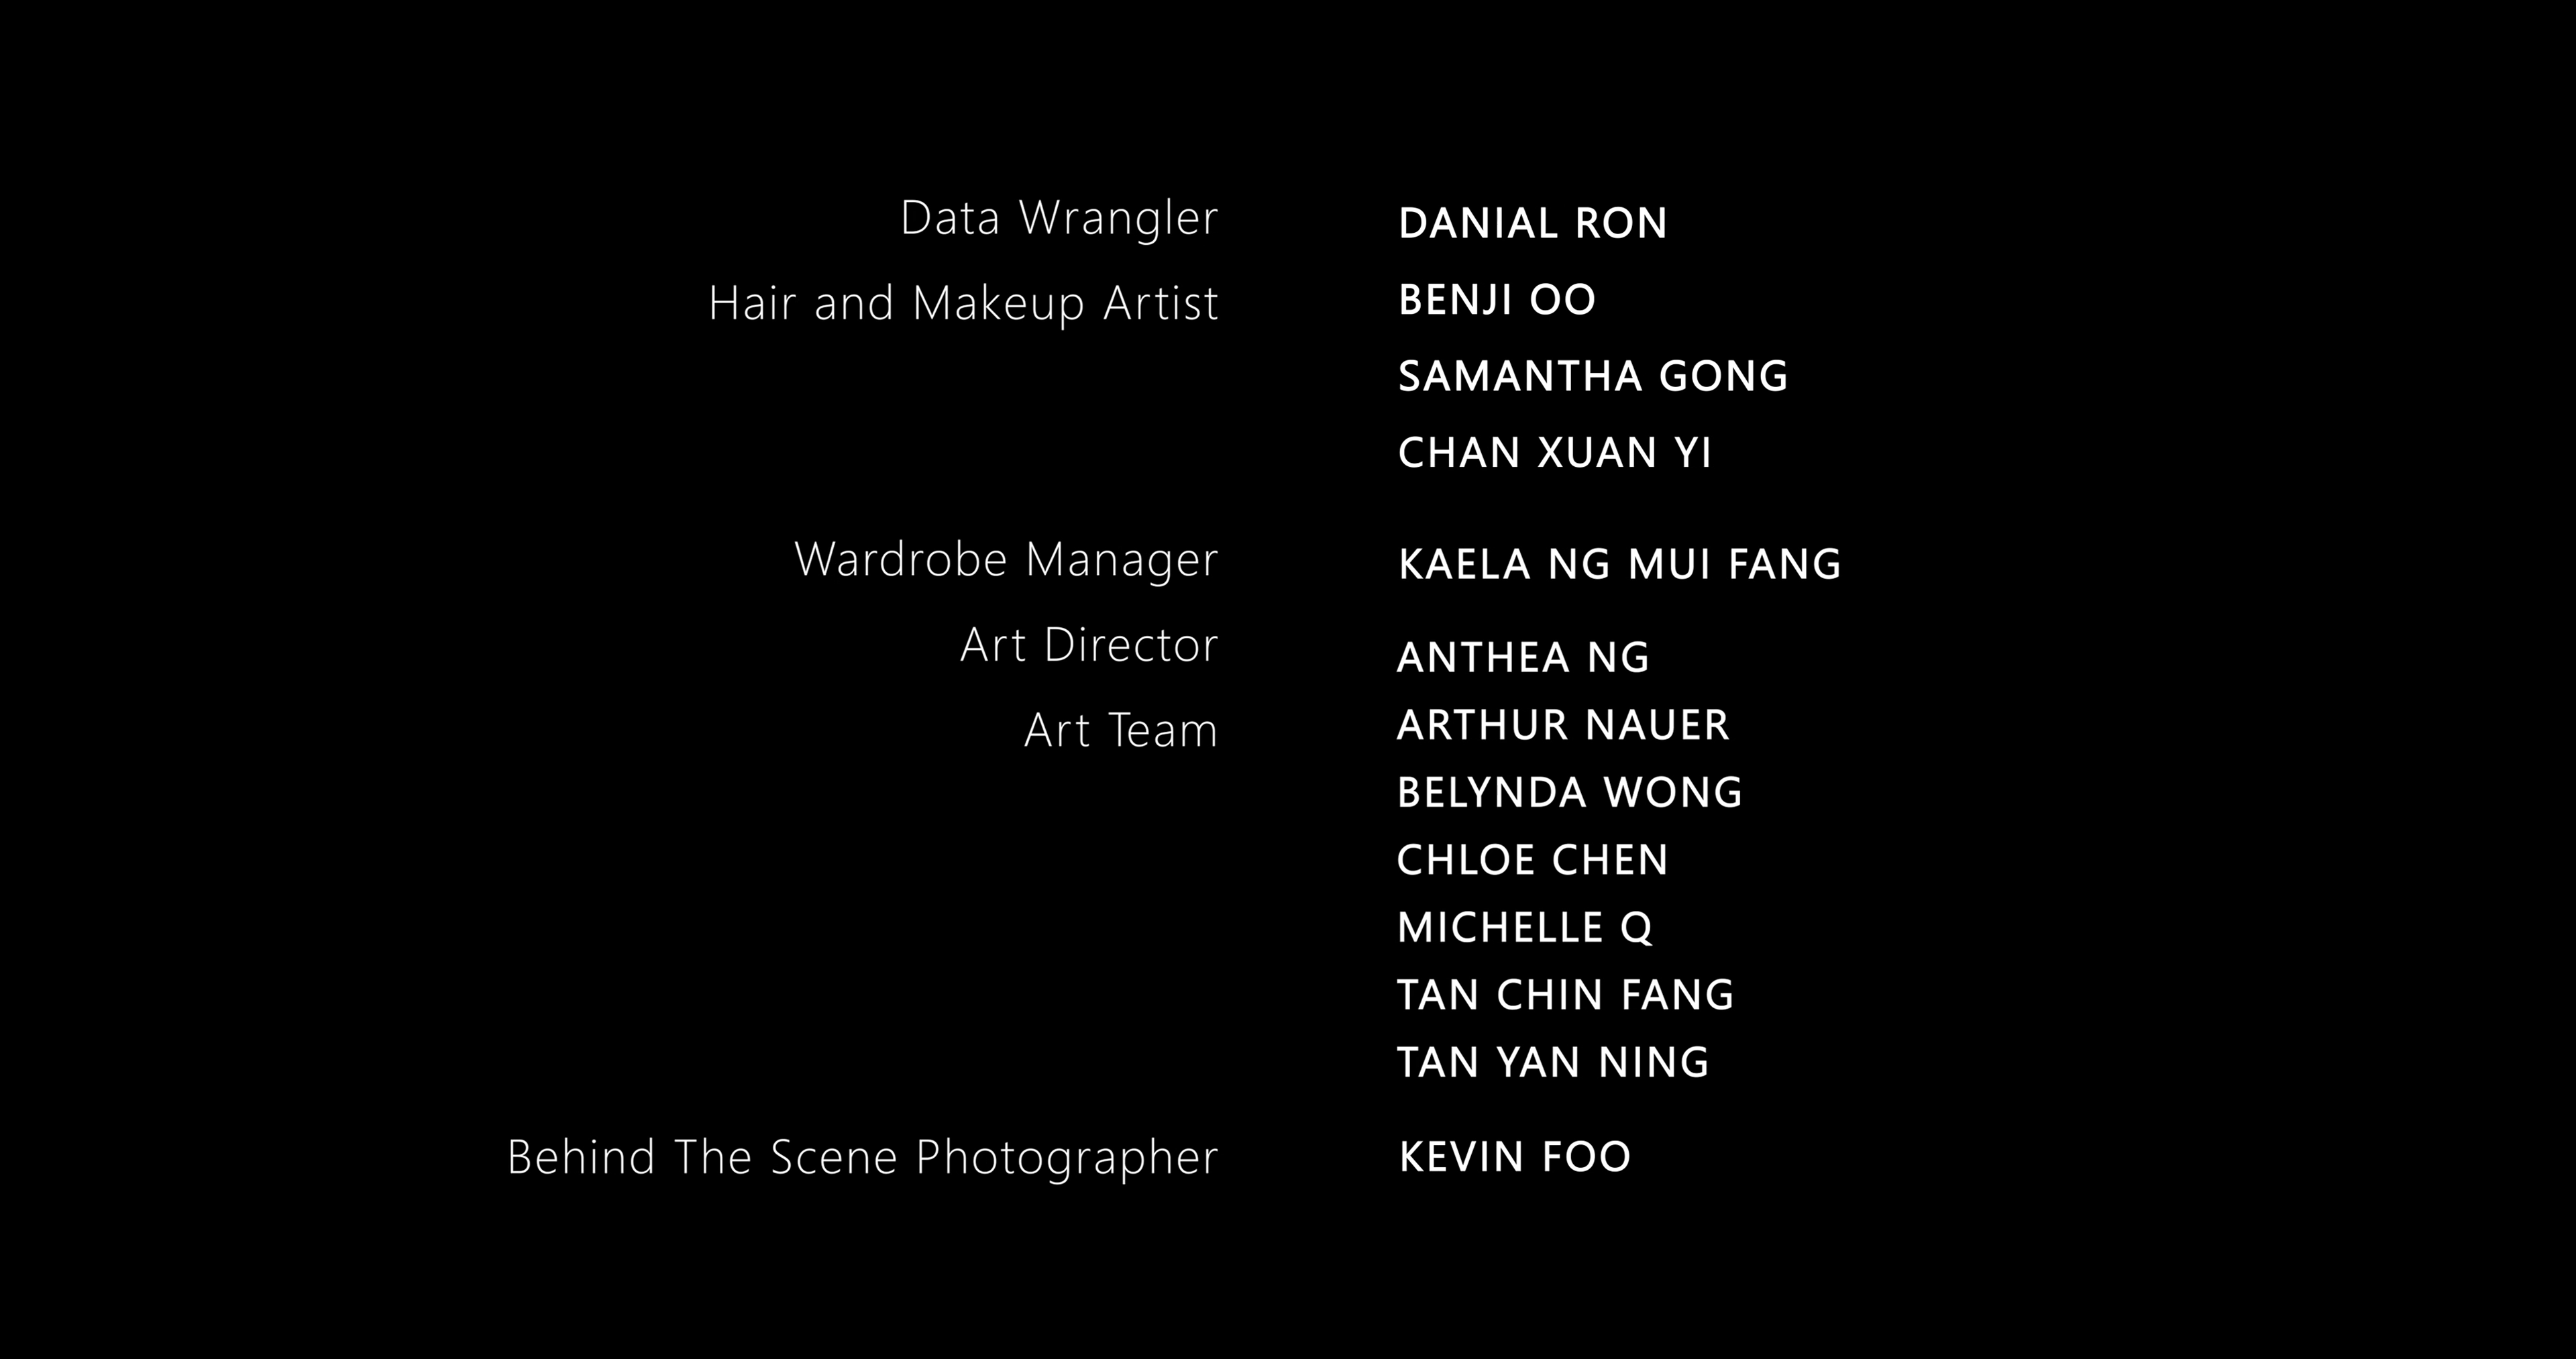 Data Wrangler DANIAL RON
Hair and Makeup Artist BENJI OO
SAMANTHA GONG
CHAN XUAN YI
Wardrobe Manager KAELA NG MUI FANG
Art Director ANTHEA NG
Art Team ARTHUR NAUER
BELYNDA WONG
CHLOE CHEN
MICHELLE Q
TAN CHIN FANG
TAN YAN NING
Behind The Scene Photographer KEVIN FOO